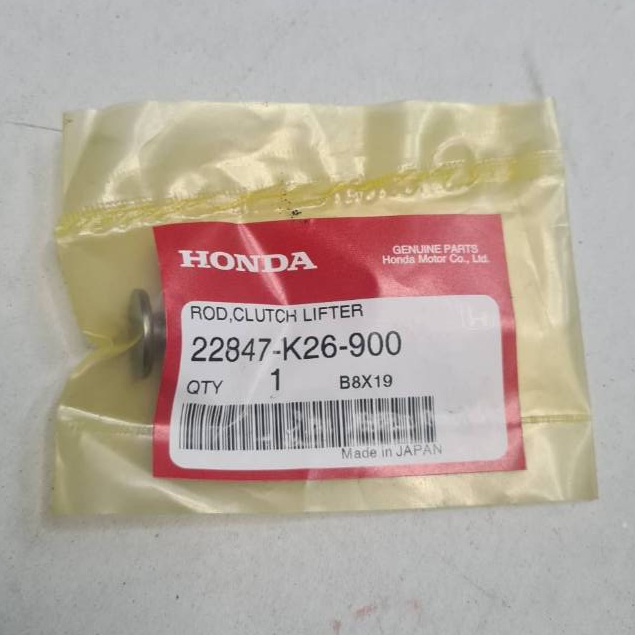 HONDA
GENUINE PARTS
Honda Motor Co., Ltd.
ROD,CLUTCH LIFTER
22847-K26-900
QTY 1 B8X19
Made in JAPAN